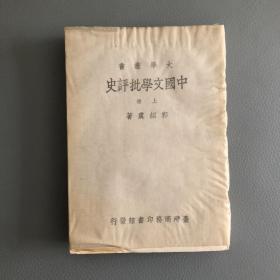 大學叢書
中國文學批評史
上冊
郭紹虞著
臺灣商務印書館發行